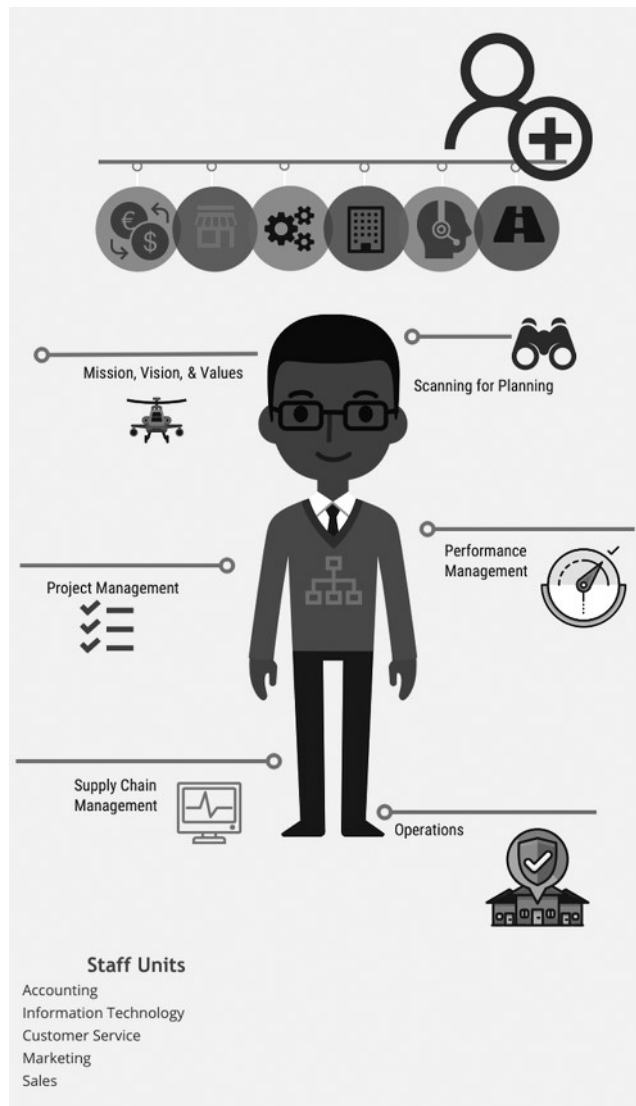 €
$
Mission, Vision, & Values
Scanning for Planning
Performance
Management
Project Management
Supply Chain
Management
Operations
Staff Units
Accounting
Information Technology
Customer Service
Marketing
Sales